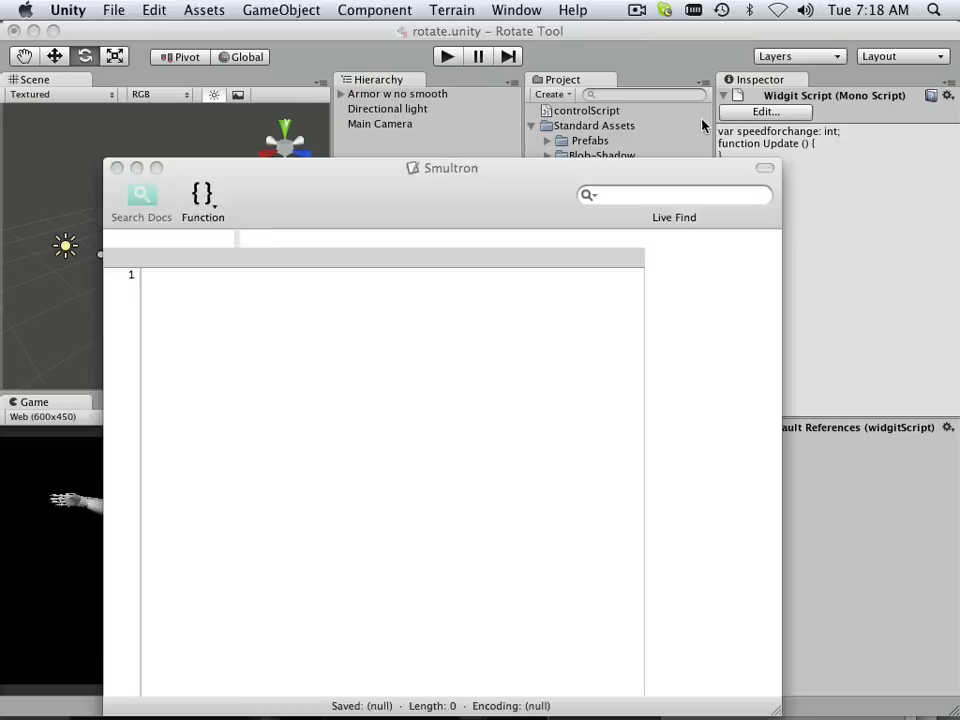 Unity File Edit Assets GameObject Component Terrain Window Help Tue 7:18 AM
rotate.unity – Rotate Tool
Pivot Global Layers Layout
Scene Hierarchy Project Inspector
Textured RGB
Armor w no smooth
Directional light
Main Camera
Create
controlScript
Standard Assets
Prefabs
Blob-Shadow
Widgit Script (Mono Script)
Edit...
var speedforchange: int;
function Update () {
}
Smultron
Search Docs Function Live Find
1
Game
Web (600x450)
ault References (widgitScript)
Saved: (null) · Length: 0 · Encoding: (null)